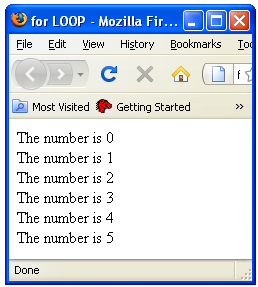 for LOOP - Mozilla Fir...
File Edit View History Bookmarks
Most Visited Getting Started »
The number is 0
The number is 1
The number is 2
The number is 3
The number is 4
The number is 5
Done